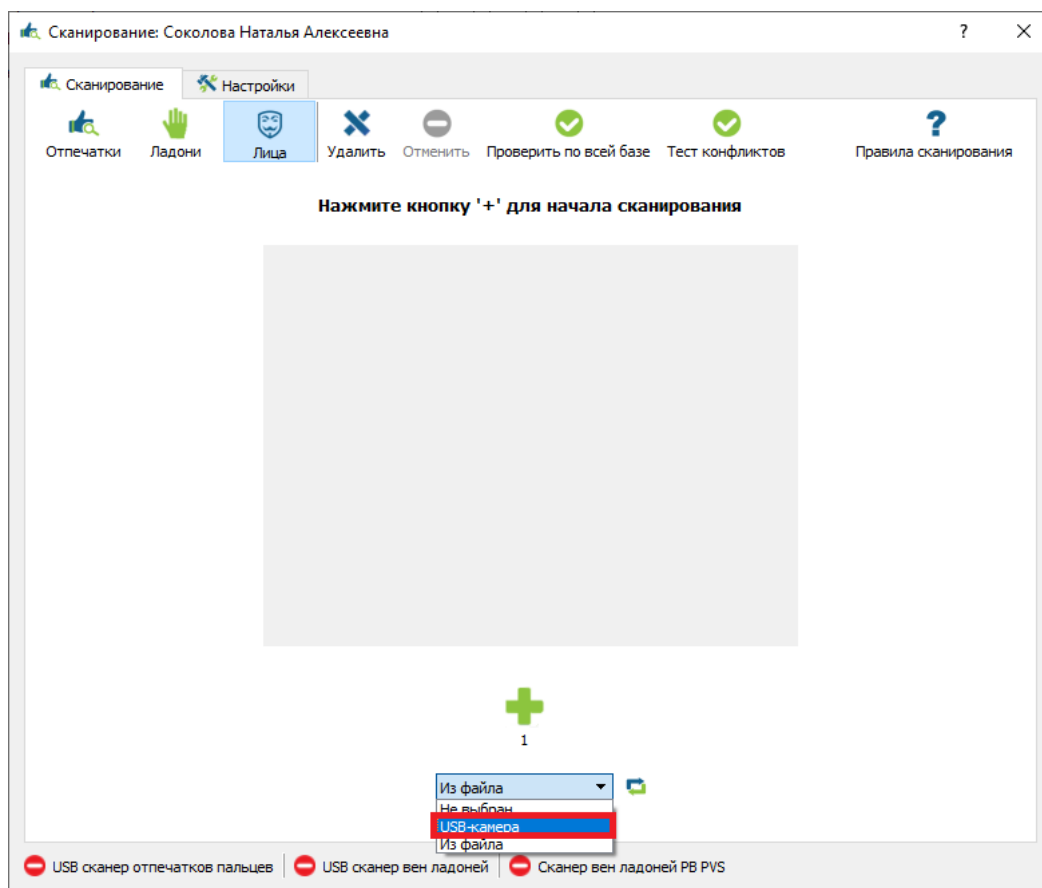 Сканирование: Соколова Наталья Алексеевна
?
Сканирование Настройки
Отпечатки Ладони Лица Удалить Отменить Проверить по всей базе Тест конфликтов Правила сканирования
Нажмите кнопку '+' для начала сканирования
1
Из файла
Не выбран
USB-камера
Из файла
USB сканер отпечатков пальцев USB сканер вен ладоней Сканер вен ладоней PB PVS